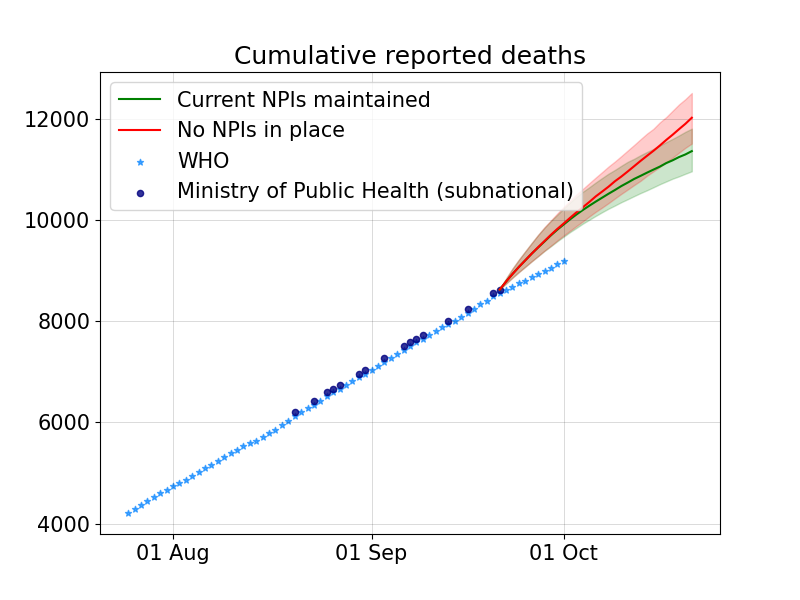 Cumulative reported deaths
Current NPIs maintained
No NPIs in place
WHO
Ministry of Public Health (subnational)
12000
10000
8000
6000
4000
01 Aug
01 Sep
01 Oct